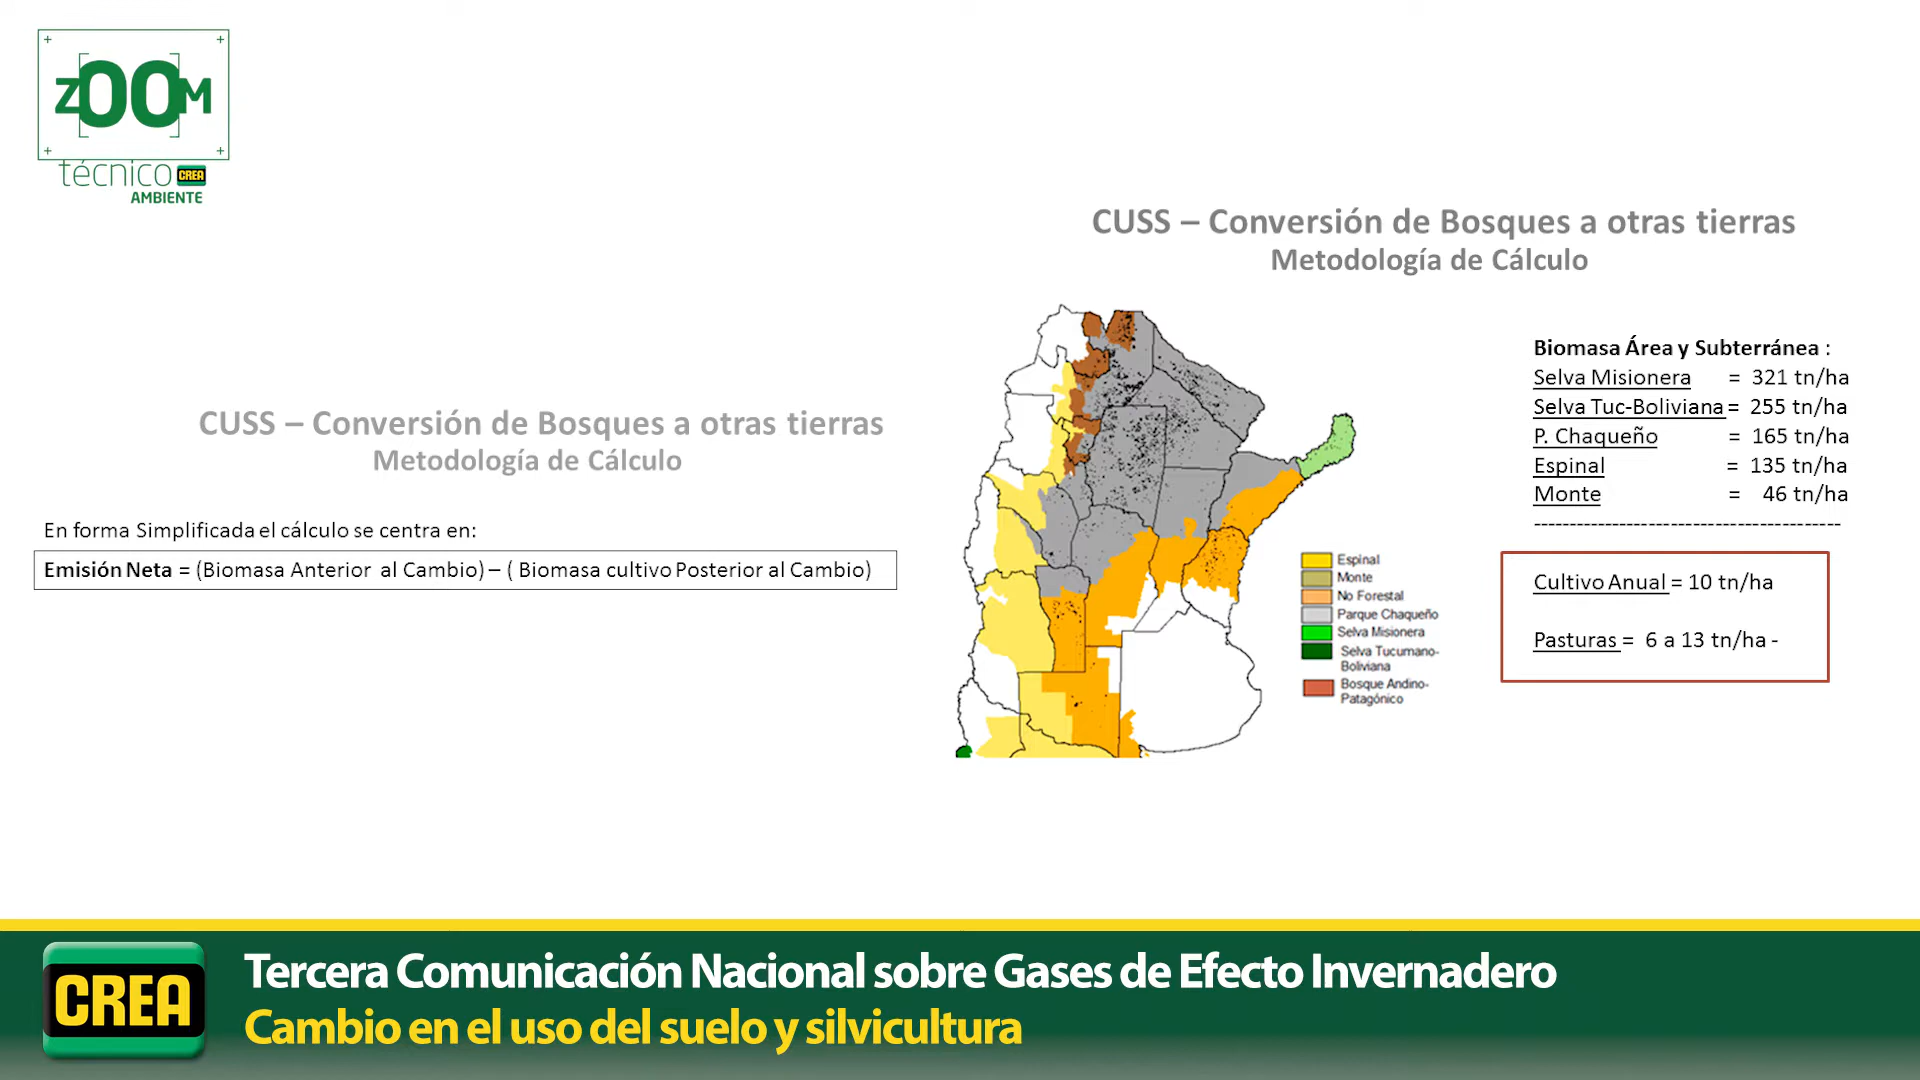 zOOM
técnico CREA
AMBIENTE
CUSS – Conversión de Bosques a otras tierras
Metodología de Cálculo
En forma Simplificada el cálculo se centra en:
Emisión Neta = (Biomasa Anterior al Cambio) – ( Biomasa cultivo Posterior al Cambio)
CUSS – Conversión de Bosques a otras tierras
Metodología de Cálculo
Espinal
Monte
No Forestal
Parque Chaqueño
Selva Misionera
Selva Tucumano-
Boliviana
Bosque Andino-
Patagónico
Biomasa Área y Subterránea :
Selva Misionera = 321 tn/ha
Selva Tuc-Boliviana = 255 tn/ha
P. Chaqueño = 165 tn/ha
Espinal = 135 tn/ha
Monte = 46 tn/ha
-------------------------------------------
Cultivo Anual = 10 tn/ha
Pasturas = 6 a 13 tn/ha -
CREA
Tercera Comunicación Nacional sobre Gases de Efecto Invernadero
Cambio en el uso del suelo y silvicultura